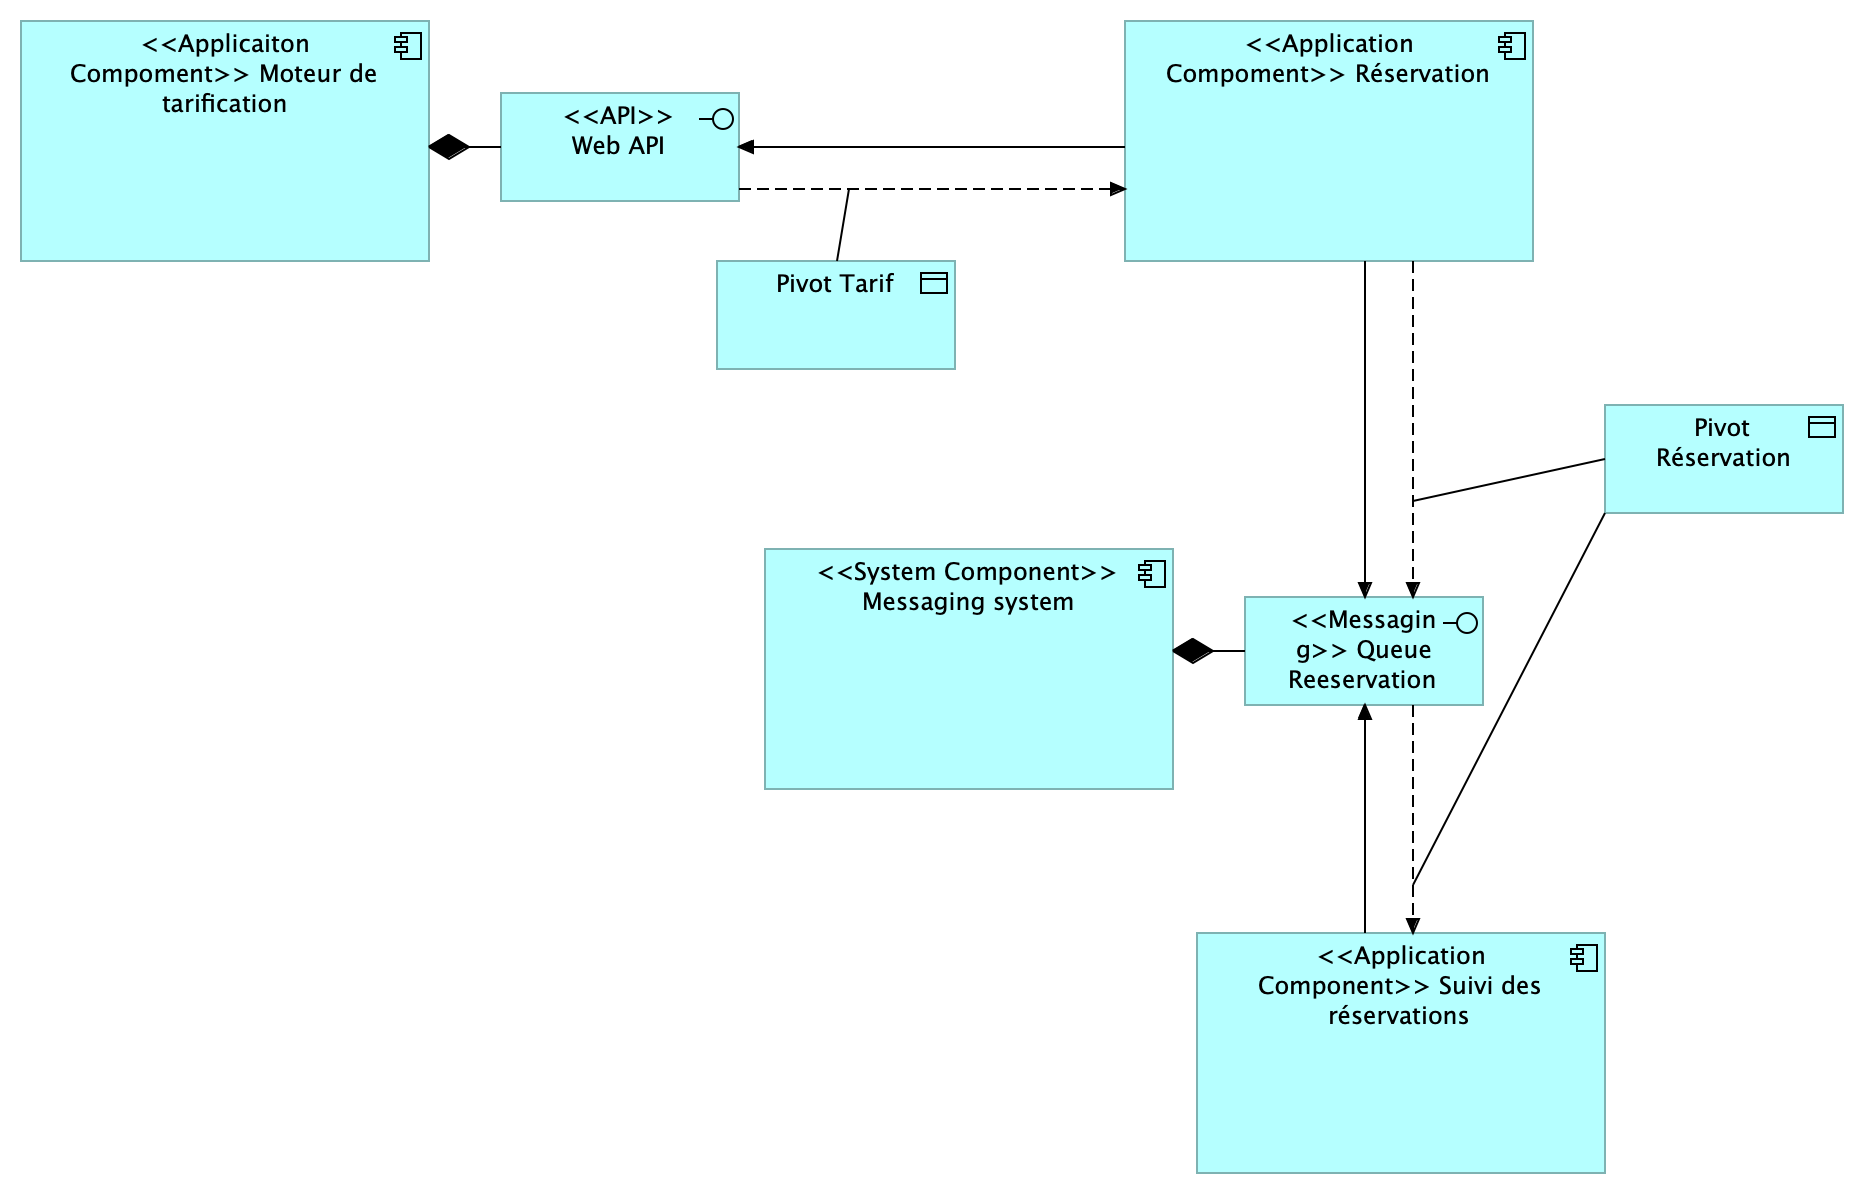 <<Applicaiton
Compoment>> Moteur de
tarification
<<API>>
Web API
<<Application
Compoment>> Réservation
Pivot Tarif
Pivot
Réservation
<<System Component>>
Messaging system
<<Messagin
g>> Queue
Reeservation
<<Application
Component>> Suivi des
réservations